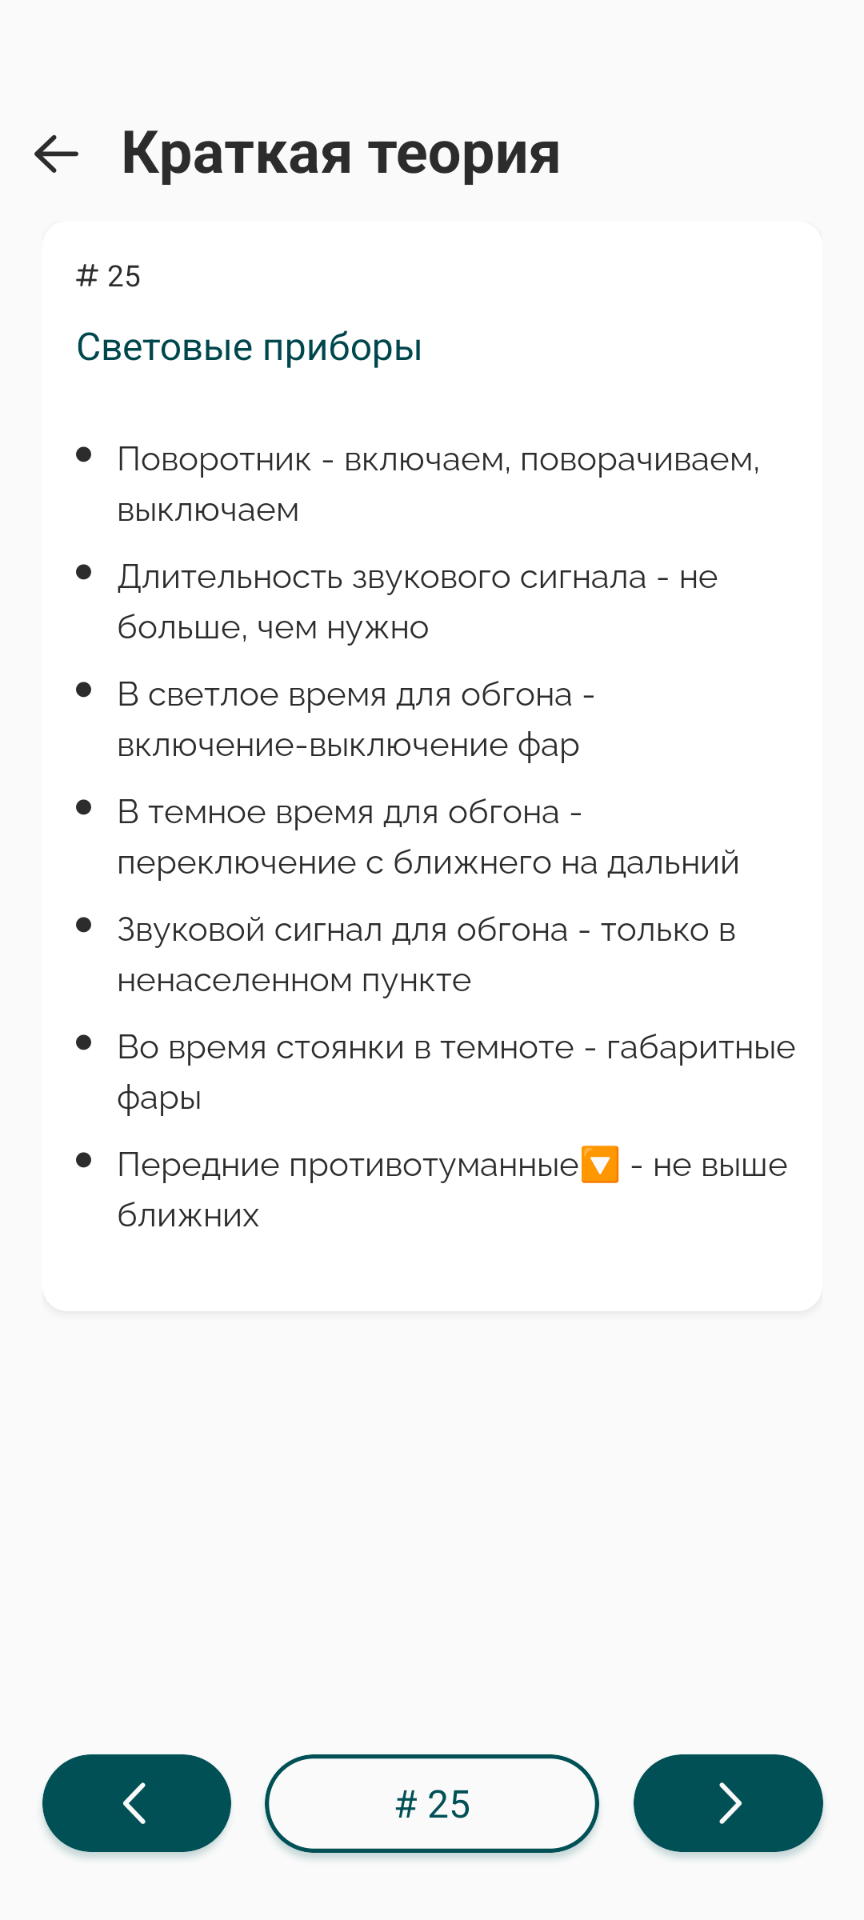 Краткая теория
# 25
Световые приборы
Поворотник - включаем, поворачиваем,
выключаем
Длительность звукового сигнала - не
больше, чем нужно
В светлое время для обгона -
включение-выключение фар
В темное время для обгона -
переключение с ближнего на дальний
Звуковой сигнал для обгона - только в
ненаселенном пункте
Во время стоянки в темноте - габаритные
фары
Передние противотуманные🔽 - не выше
ближних
# 25